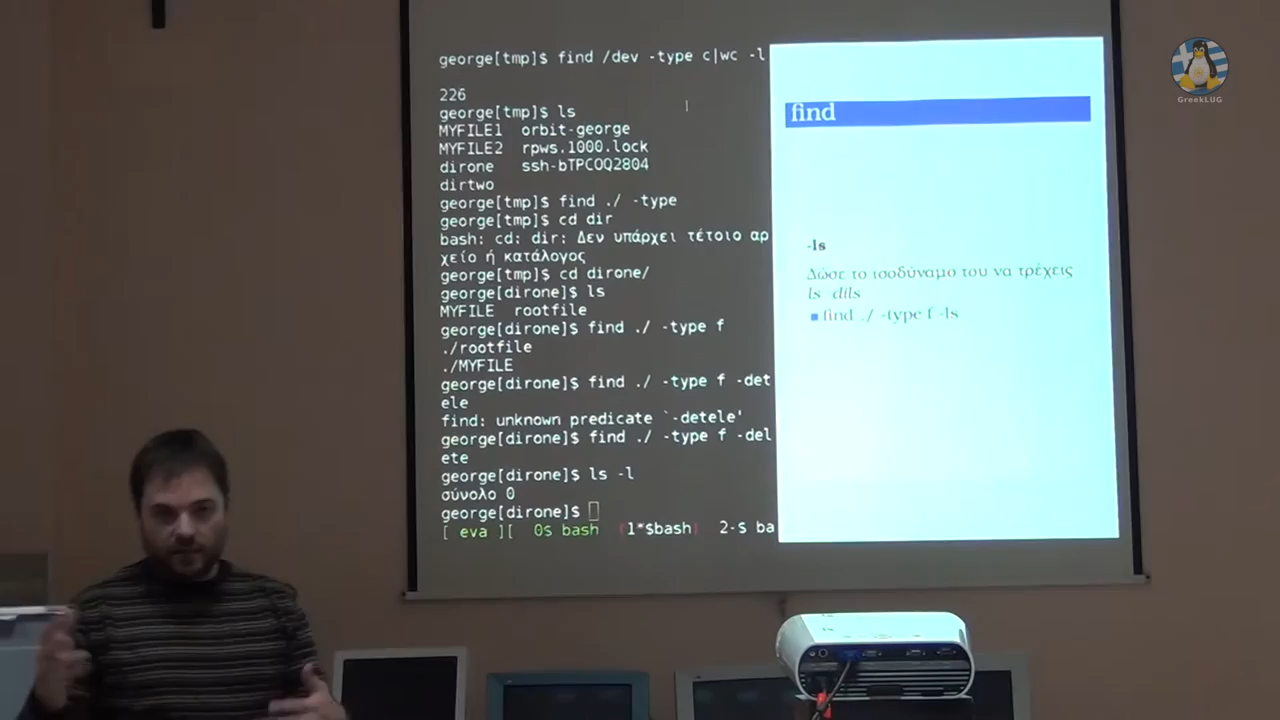 george[tmp]$ find /dev -type c|wc -l
226
george[tmp]$ ls
MYFILE1 orbit-george
MYFILE2 rpws.1000.lock
dirone ssh-bTPCOQ2804
dirtwo
george[tmp]$ find ./ -type
george[tmp]$ cd dir
bash: cd: dir: Δεν υπάρχει τέτοιο αρ
χείο ή κατάλογος
george[tmp]$ cd dirone/
george[dirone]$ ls
MYFILE rootfile
george[dirone]$ find ./ -type f
./rootfile
./MYFILE
george[dirone]$ find ./ -type f -det
ele
find: unknown predicate `-detele'
george[dirone]$ find ./ -type f -del
ete
george[dirone]$ ls -l
σύνολο 0
george[dirone]$
[ eva ][ 0$ bash (1*$bash) 2-$ ba
find
-ls
Δώσε το ισοδύναμο του να τρέχεις
ls -dils
find ./ -type f -ls
GreekLUG